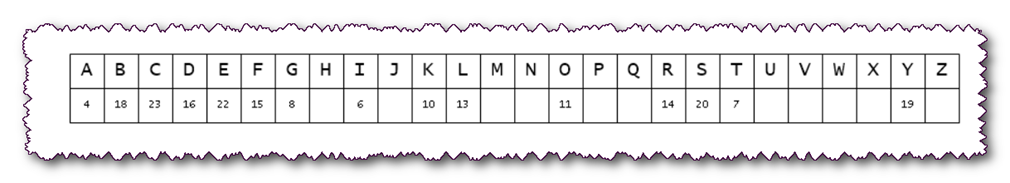 A B C D E F G H I J K L M N O P Q R S T U V W X Y Z
4 18 23 16 22 15 8 6 10 13 11 14 20 7 19